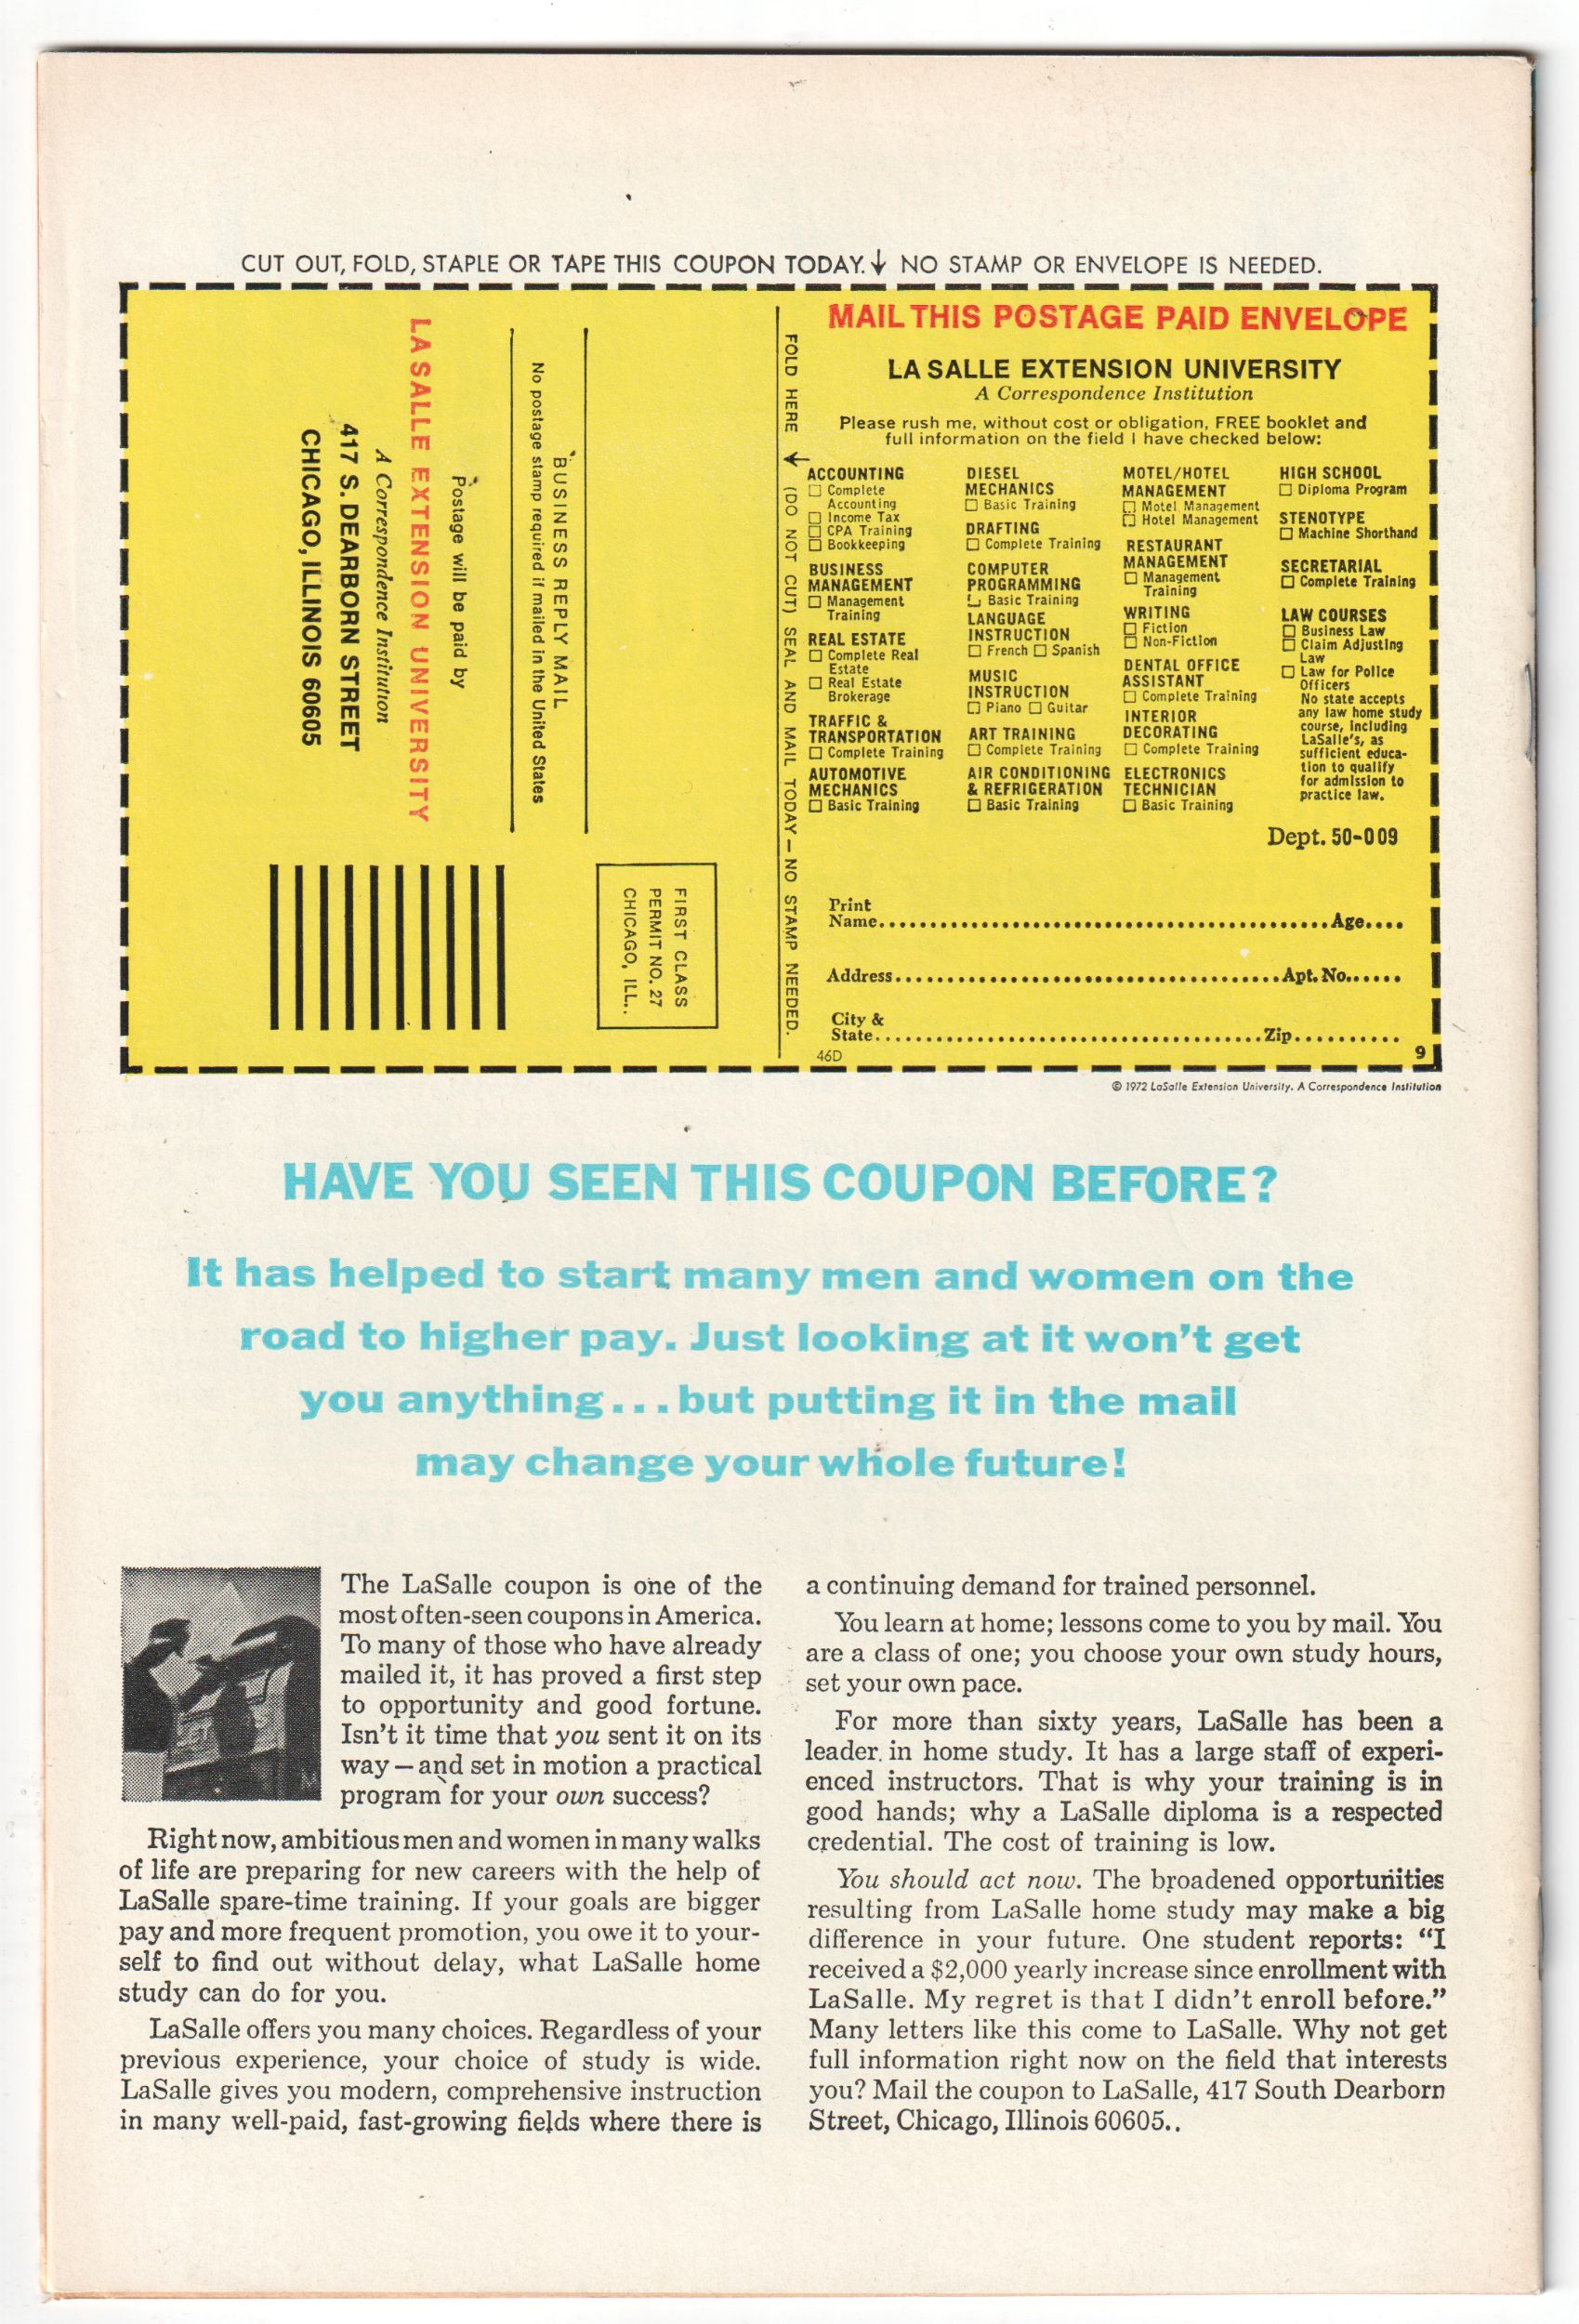 CUT OUT, FOLD, STAPLE OR TAPE THIS COUPON TODAY.↓ NO STAMP OR ENVELOPE IS NEEDED.
BUSINESS REPLY MAIL
No postage stamp required if mailed in the United States
Postage will be paid by
LA SALLE EXTENSION UNIVERSITY
A Correspondence Institution
417 S. DEARBORN STREET
CHICAGO, ILLINOIS 60605
FIRST CLASS
PERMIT NO. 27
CHICAGO, ILL..
FOLD HERE ↓ (DO NOT CUT) SEAL AND MAIL TODAY—NO STAMP NEEDED.
MAIL THIS POSTAGE PAID ENVELOPE
LA SALLE EXTENSION UNIVERSITY
A Correspondence Institution
Please rush me, without cost or obligation, FREE booklet and
full information on the field I have checked below:
ACCOUNTING
☐ Complete
Accounting
☐ Income Tax
☐ CPA Training
☐ Bookkeeping
BUSINESS
MANAGEMENT
☐ Management
Training
REAL ESTATE
☐ Complete Real
Estate
☐ Real Estate
Brokerage
TRAFFIC &
TRANSPORTATION
☐ Complete Training
AUTOMOTIVE
MECHANICS
☐ Basic Training
DIESEL
MECHANICS
☐ Basic Training
DRAFTING
☐ Complete Training
COMPUTER
PROGRAMMING
☐ Basic Training
LANGUAGE
INSTRUCTION
☐ French ☐ Spanish
MUSIC
INSTRUCTION
☐ Piano ☐ Guitar
ART TRAINING
☐ Complete Training
AIR CONDITIONING
& REFRIGERATION
☐ Basic Training
MOTEL/HOTEL
MANAGEMENT
☐ Motel Management
☐ Hotel Management
RESTAURANT
MANAGEMENT
☐ Management
Training
WRITING
☐ Fiction
☐ Non-Fiction
DENTAL OFFICE
ASSISTANT
☐ Complete Training
INTERIOR
DECORATING
☐ Complete Training
ELECTRONICS
TECHNICIAN
☐ Basic Training
HIGH SCHOOL
☐ Diploma Program
STENOTYPE
☐ Machine Shorthand
SECRETARIAL
☐ Complete Training
LAW COURSES
☐ Business Law
☐ Claim Adjusting
Law
☐ Law for Police
Officers
No state accepts
any law home study
course, including
LaSalle's, as
sufficient educa-
tion to qualify
for admission to
practice law.
Dept. 50-009
Print
Name.............................................Age....
Address.......................................Apt. No......
City &
State.......................................Zip..........
46D
9
© 1972 LaSalle Extension University. A Correspondence Institution
HAVE YOU SEEN THIS COUPON BEFORE?
It has helped to start many men and women on the
road to higher pay. Just looking at it won't get
you anything...but putting it in the mail
may change your whole future!
The LaSalle coupon is one of the
most often-seen coupons in America.
To many of those who have already
mailed it, it has proved a first step
to opportunity and good fortune.
Isn't it time that you sent it on its
way—and set in motion a practical
program for your own success?
Right now, ambitious men and women in many walks
of life are preparing for new careers with the help of
LaSalle spare-time training. If your goals are bigger
pay and more frequent promotion, you owe it to your-
self to find out without delay, what LaSalle home
study can do for you.
LaSalle offers you many choices. Regardless of your
previous experience, your choice of study is wide.
LaSalle gives you modern, comprehensive instruction
in many well-paid, fast-growing fields where there is
a continuing demand for trained personnel.
You learn at home; lessons come to you by mail. You
are a class of one; you choose your own study hours,
set your own pace.
For more than sixty years, LaSalle has been a
leader in home study. It has a large staff of experi-
enced instructors. That is why your training is in
good hands; why a LaSalle diploma is a respected
credential. The cost of training is low.
You should act now. The broadened opportunities
resulting from LaSalle home study may make a big
difference in your future. One student reports: "I
received a $2,000 yearly increase since enrollment with
LaSalle. My regret is that I didn't enroll before."
Many letters like this come to LaSalle. Why not get
full information right now on the field that interests
you? Mail the coupon to LaSalle, 417 South Dearborn
Street, Chicago, Illinois 60605..